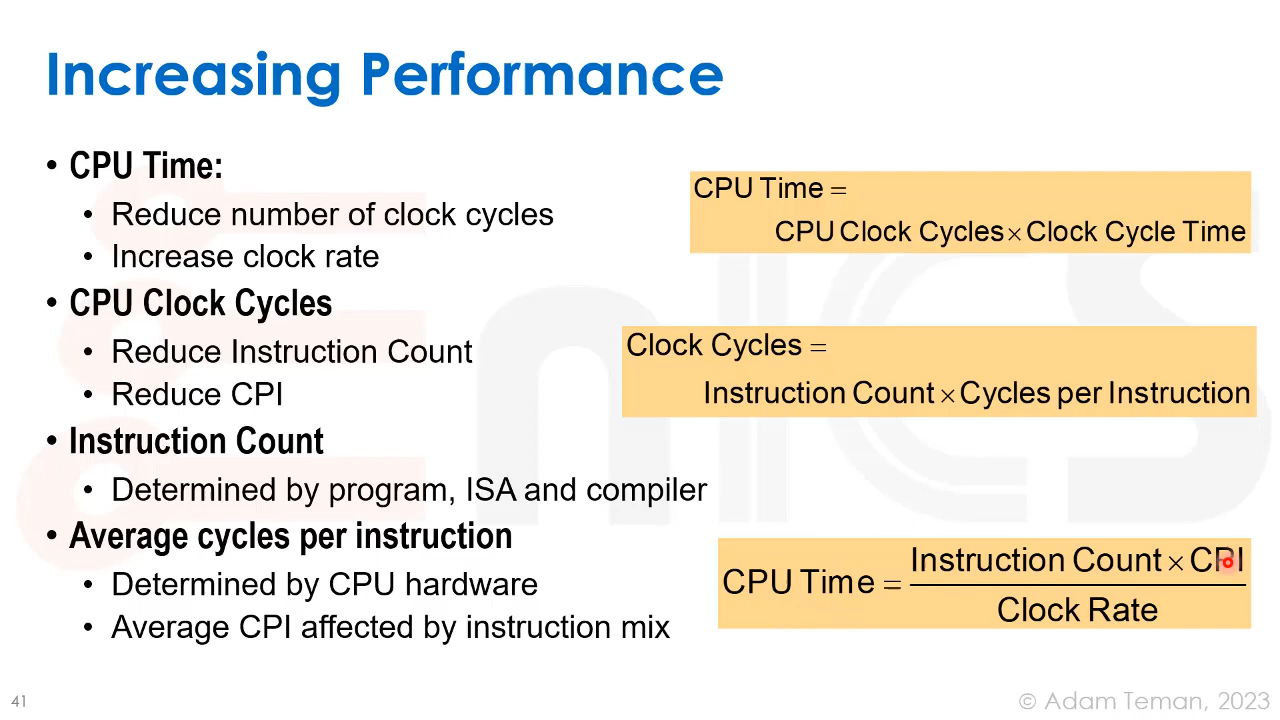 Increasing Performance
• CPU Time:
• Reduce number of clock cycles
• Increase clock rate
• CPU Clock Cycles
• Reduce Instruction Count
• Reduce CPI
• Instruction Count
• Determined by program, ISA and compiler
• Average cycles per instruction
• Determined by CPU hardware
• Average CPI affected by instruction mix
CPU Time =
CPU Clock Cycles × Clock Cycle Time
Clock Cycles =
Instruction Count × Cycles per Instruction
CPU Time = Instruction Count × CPI
Clock Rate
EnICS
41
© Adam Teman, 2023